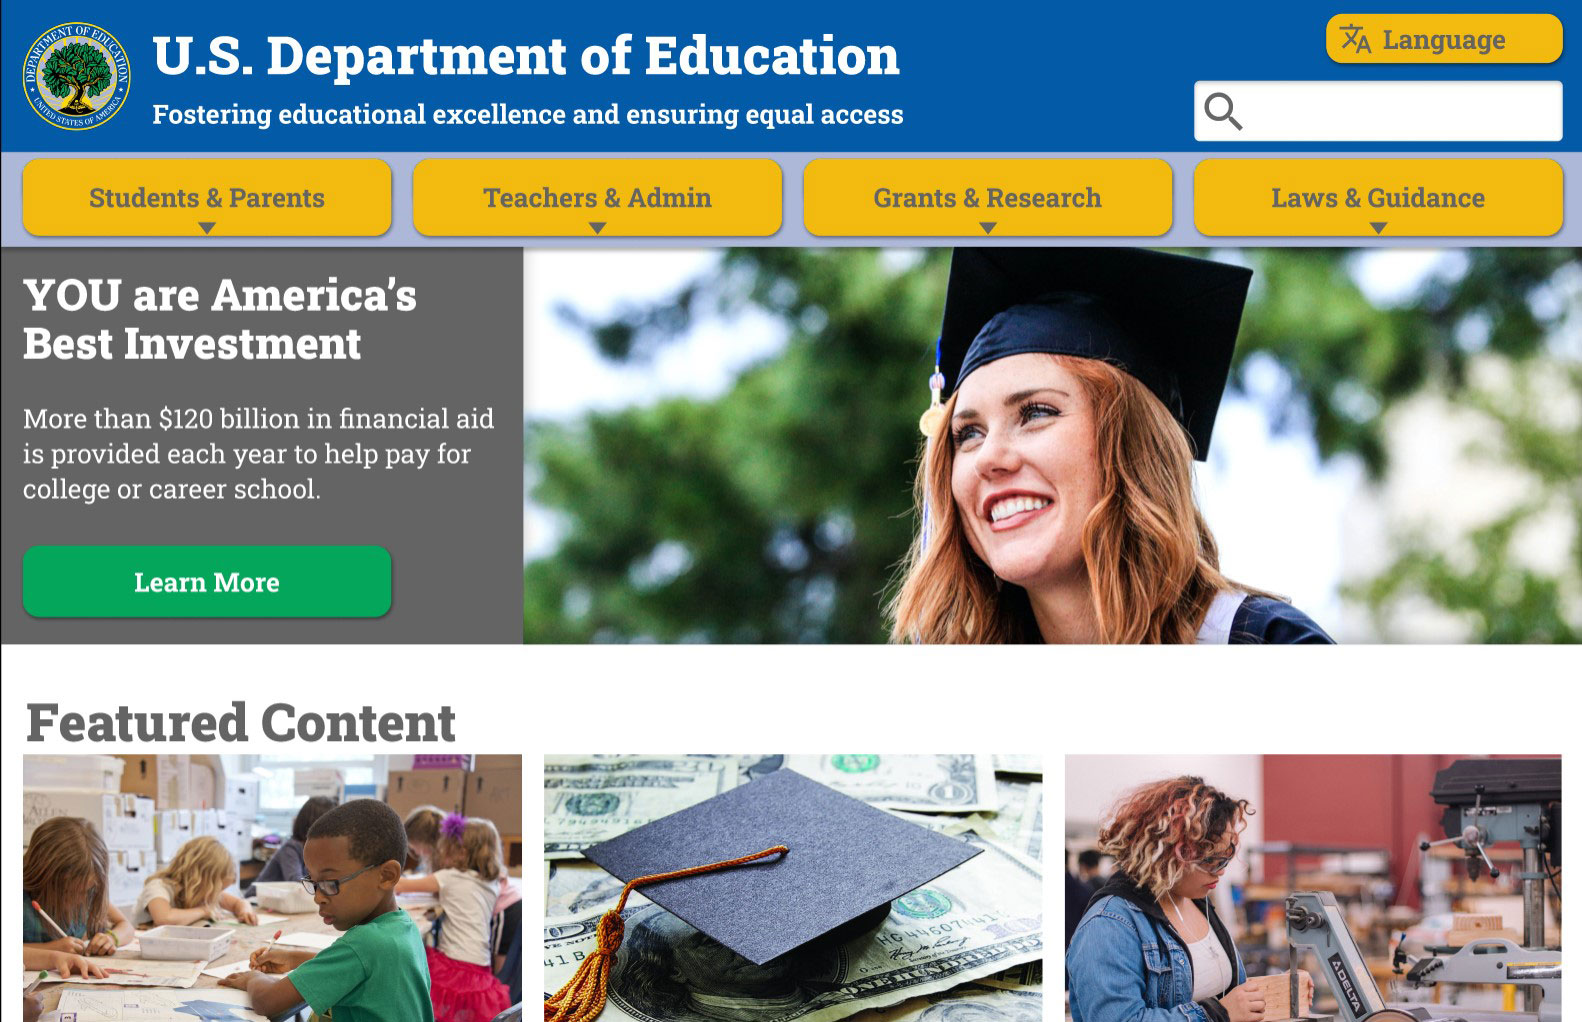 DEPARTMENT OF EDUCATION
UNITED STATES OF AMERICA
U.S. Department of Education
Fostering educational excellence and ensuring equal access
Language
Students & Parents
Teachers & Admin
Grants & Research
Laws & Guidance
YOU are America’s
Best Investment
More than $120 billion in financial aid
is provided each year to help pay for
college or career school.
Learn More
Featured Content
DELTA